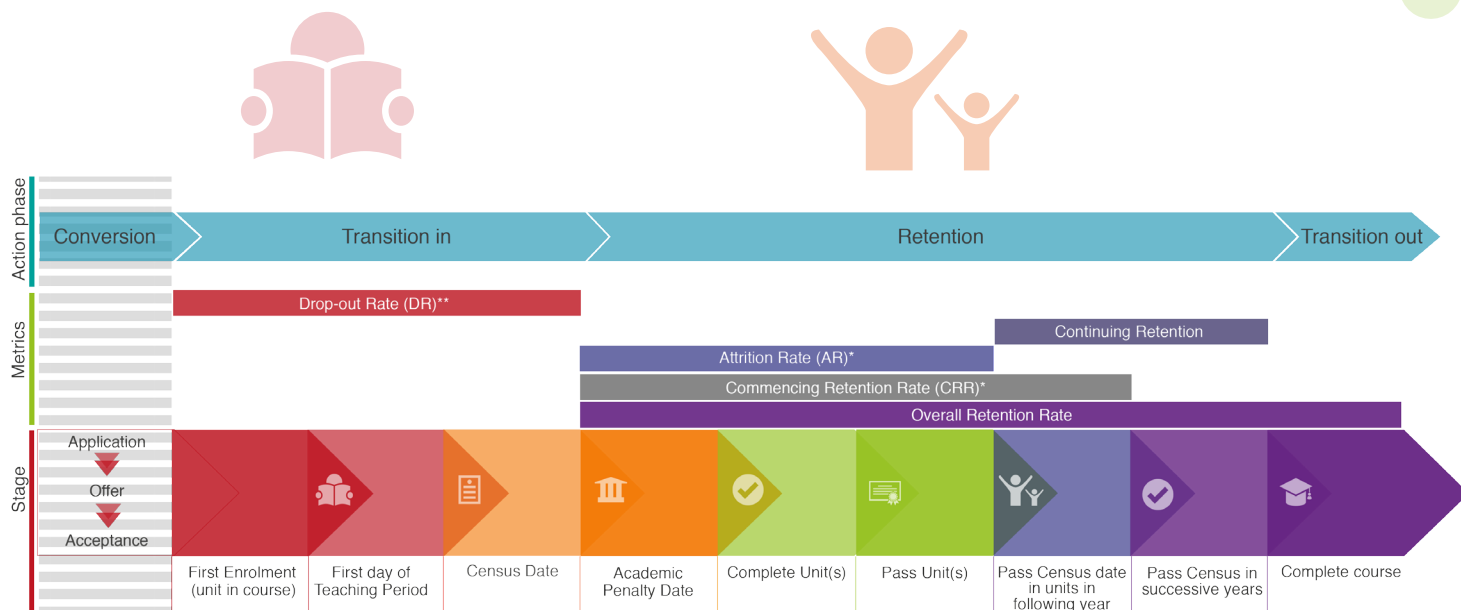 Action phase
Conversion
Transition in
Retention
Transition out
Metrics
Drop-out Rate (DR)**
Continuing Retention
Attrition Rate (AR)*
Commencing Retention Rate (CRR)*
Overall Retention Rate
Stage
Application
Offer
Acceptance
First Enrolment
(unit in course)
First day of
Teaching Period
Census Date
Academic
Penalty Date
Complete Unit(s)
Pass Unit(s)
Pass Census date
in units in
following year
Pass Census in
successive years
Complete course